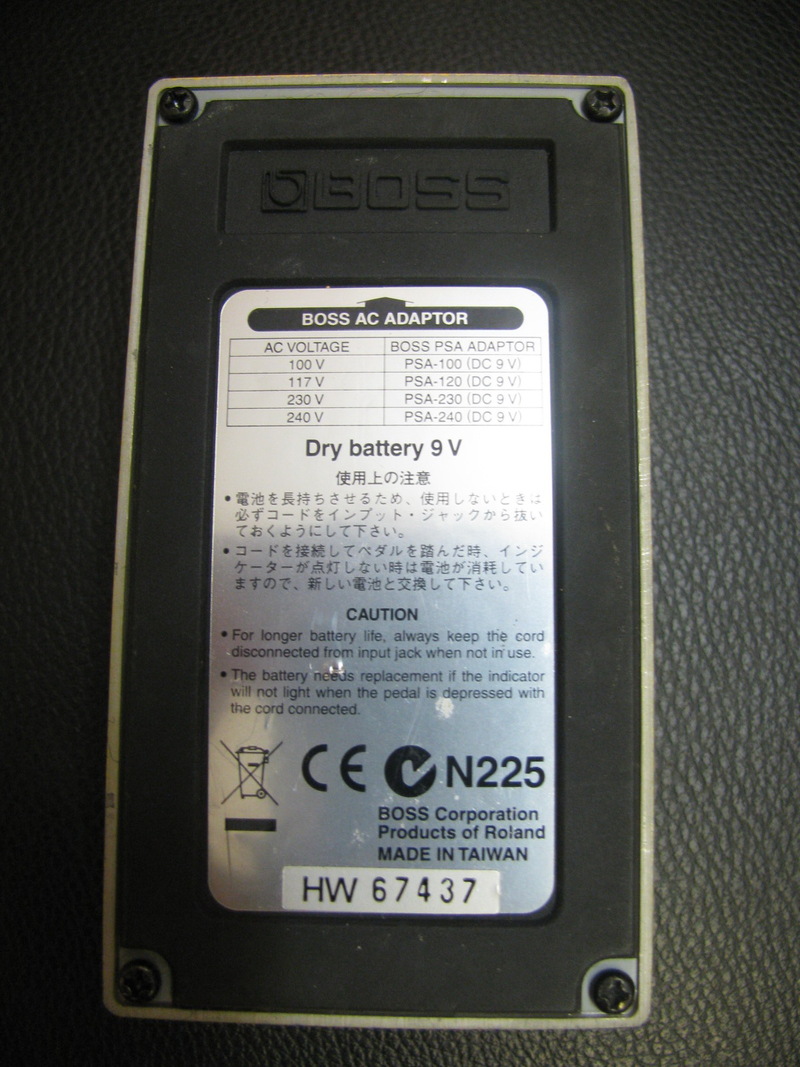 BOSS
BOSS AC ADAPTOR
AC VOLTAGE BOSS PSA ADAPTOR
100 V PSA-100 (DC 9 V)
117 V PSA-120 (DC 9 V)
230 V PSA-230 (DC 9 V)
240 V PSA-240 (DC 9 V)
Dry battery 9 V
使用上の注意
• 電池を長持ちさせるため、使用しないときは
必ずコードをインプット・ジャックから抜い
ておくようにして下さい。
• コードを接続してペダルを踏んだ時、インジ
ケーターが点灯しない時は電池が消耗してい
ますので、新しい電池と交換して下さい。
CAUTION
• For longer battery life, always keep the cord
disconnected from input jack when not in use.
• The battery needs replacement if the indicator
will not light when the pedal is depressed with
the cord connected.
CE N225
BOSS Corporation
Products of Roland
MADE IN TAIWAN
HW 67437